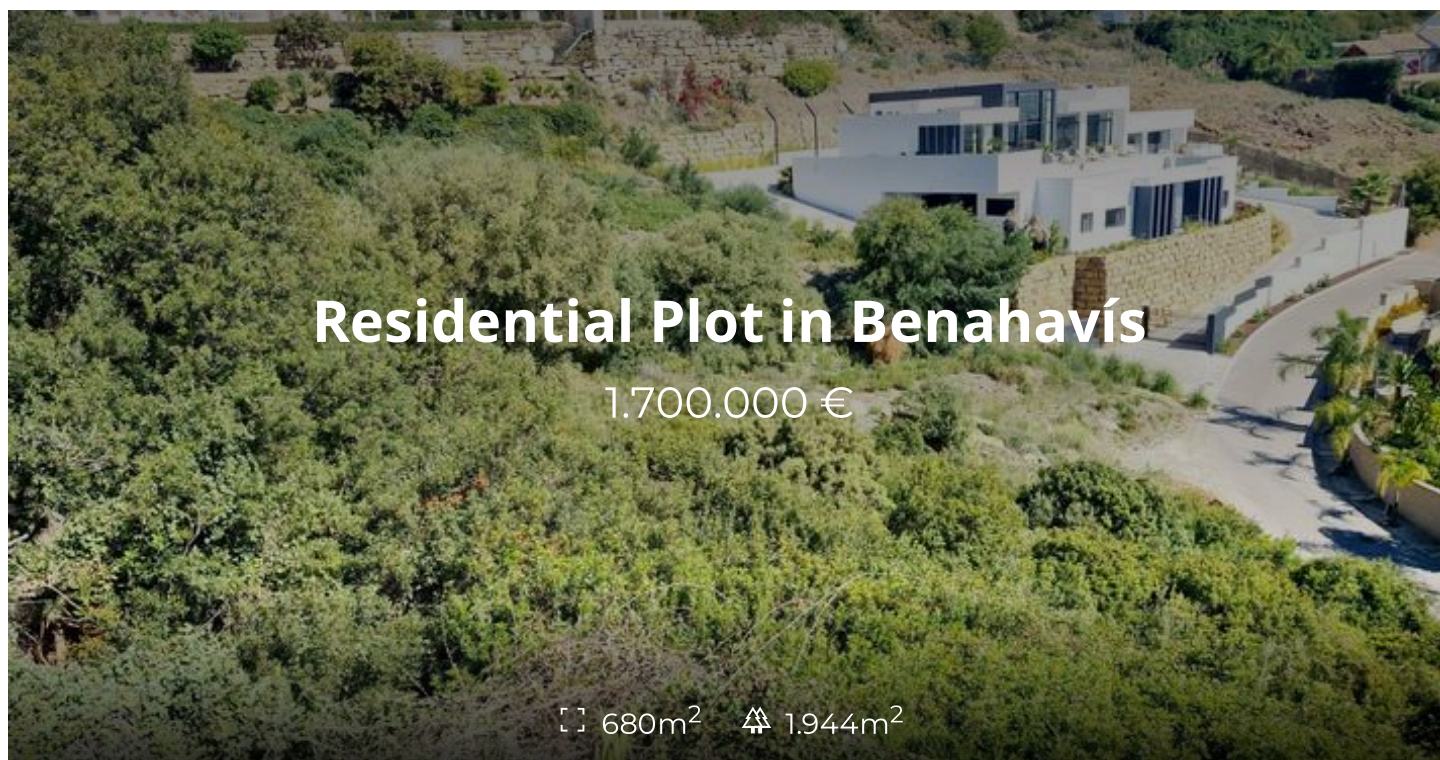 Residential Plot in Benahavís
1.700.000 €
680m² 1.944m²